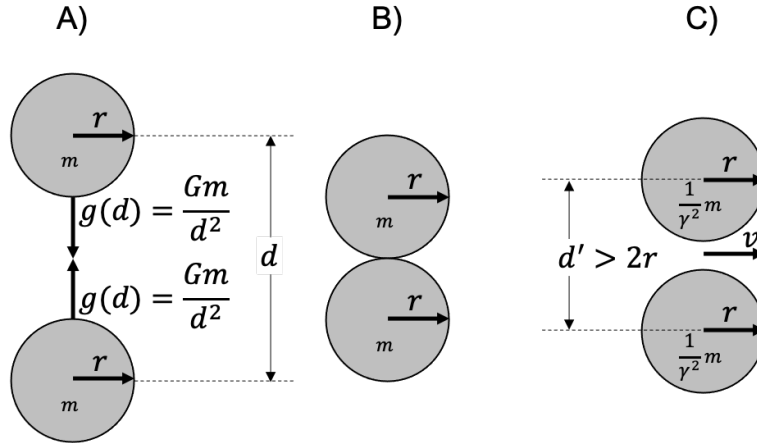 A)
B)
C)
r
m
g(d) = Gm/d²
g(d) = Gm/d²
r
m
d
r
m
r
m
r
1/γ² m
v
d′ > 2r
r
1/γ² m